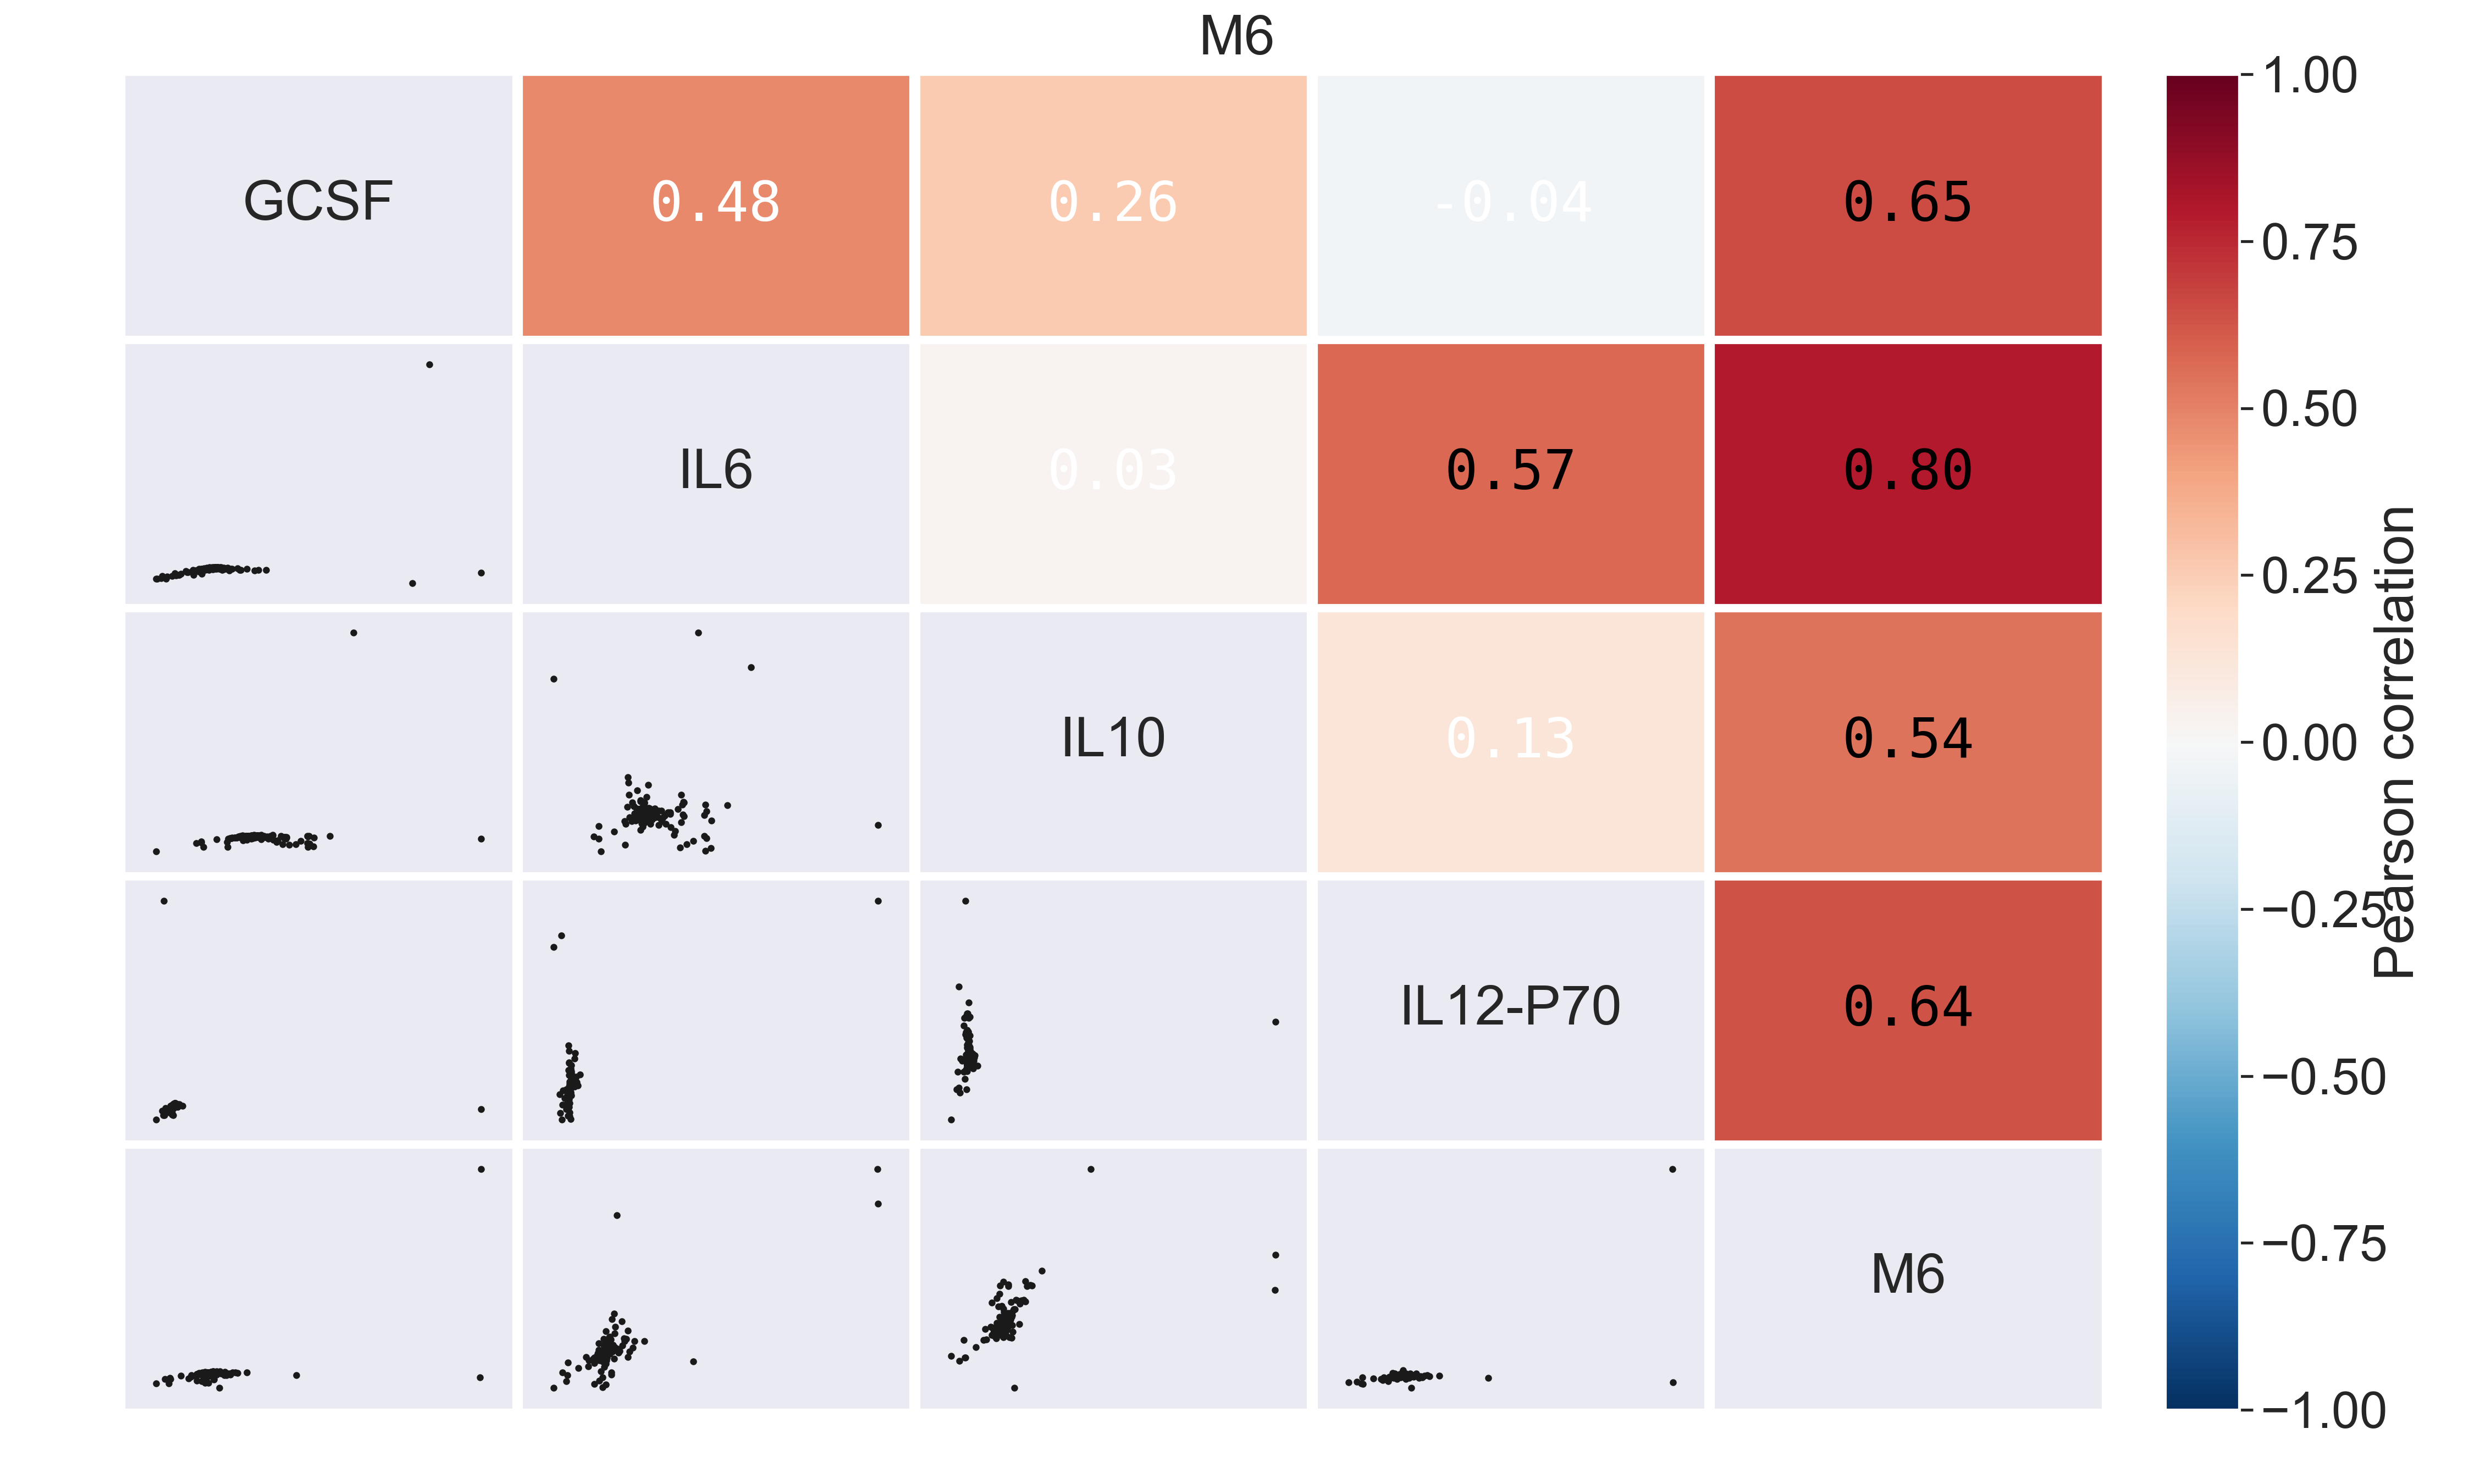 M6
GCSF 0.48 0.26 -0.04 0.65
IL6 0.03 0.57 0.80
IL10 0.13 0.54
IL12-P70 0.64
M6
1.00
0.75
0.50
0.25
0.00
−0.25
−0.50
−0.75
−1.00
Pearson correlation